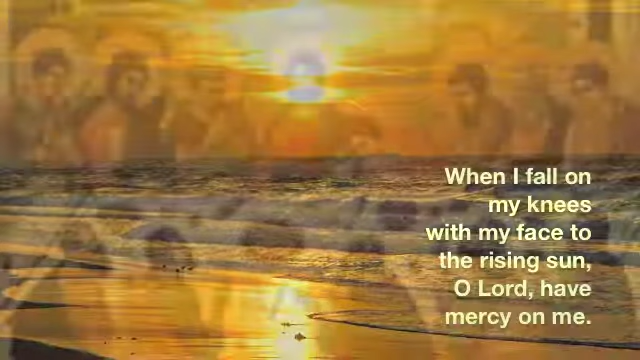 When I fall on
my knees
with my face to
the rising sun,
O Lord, have
mercy on me.